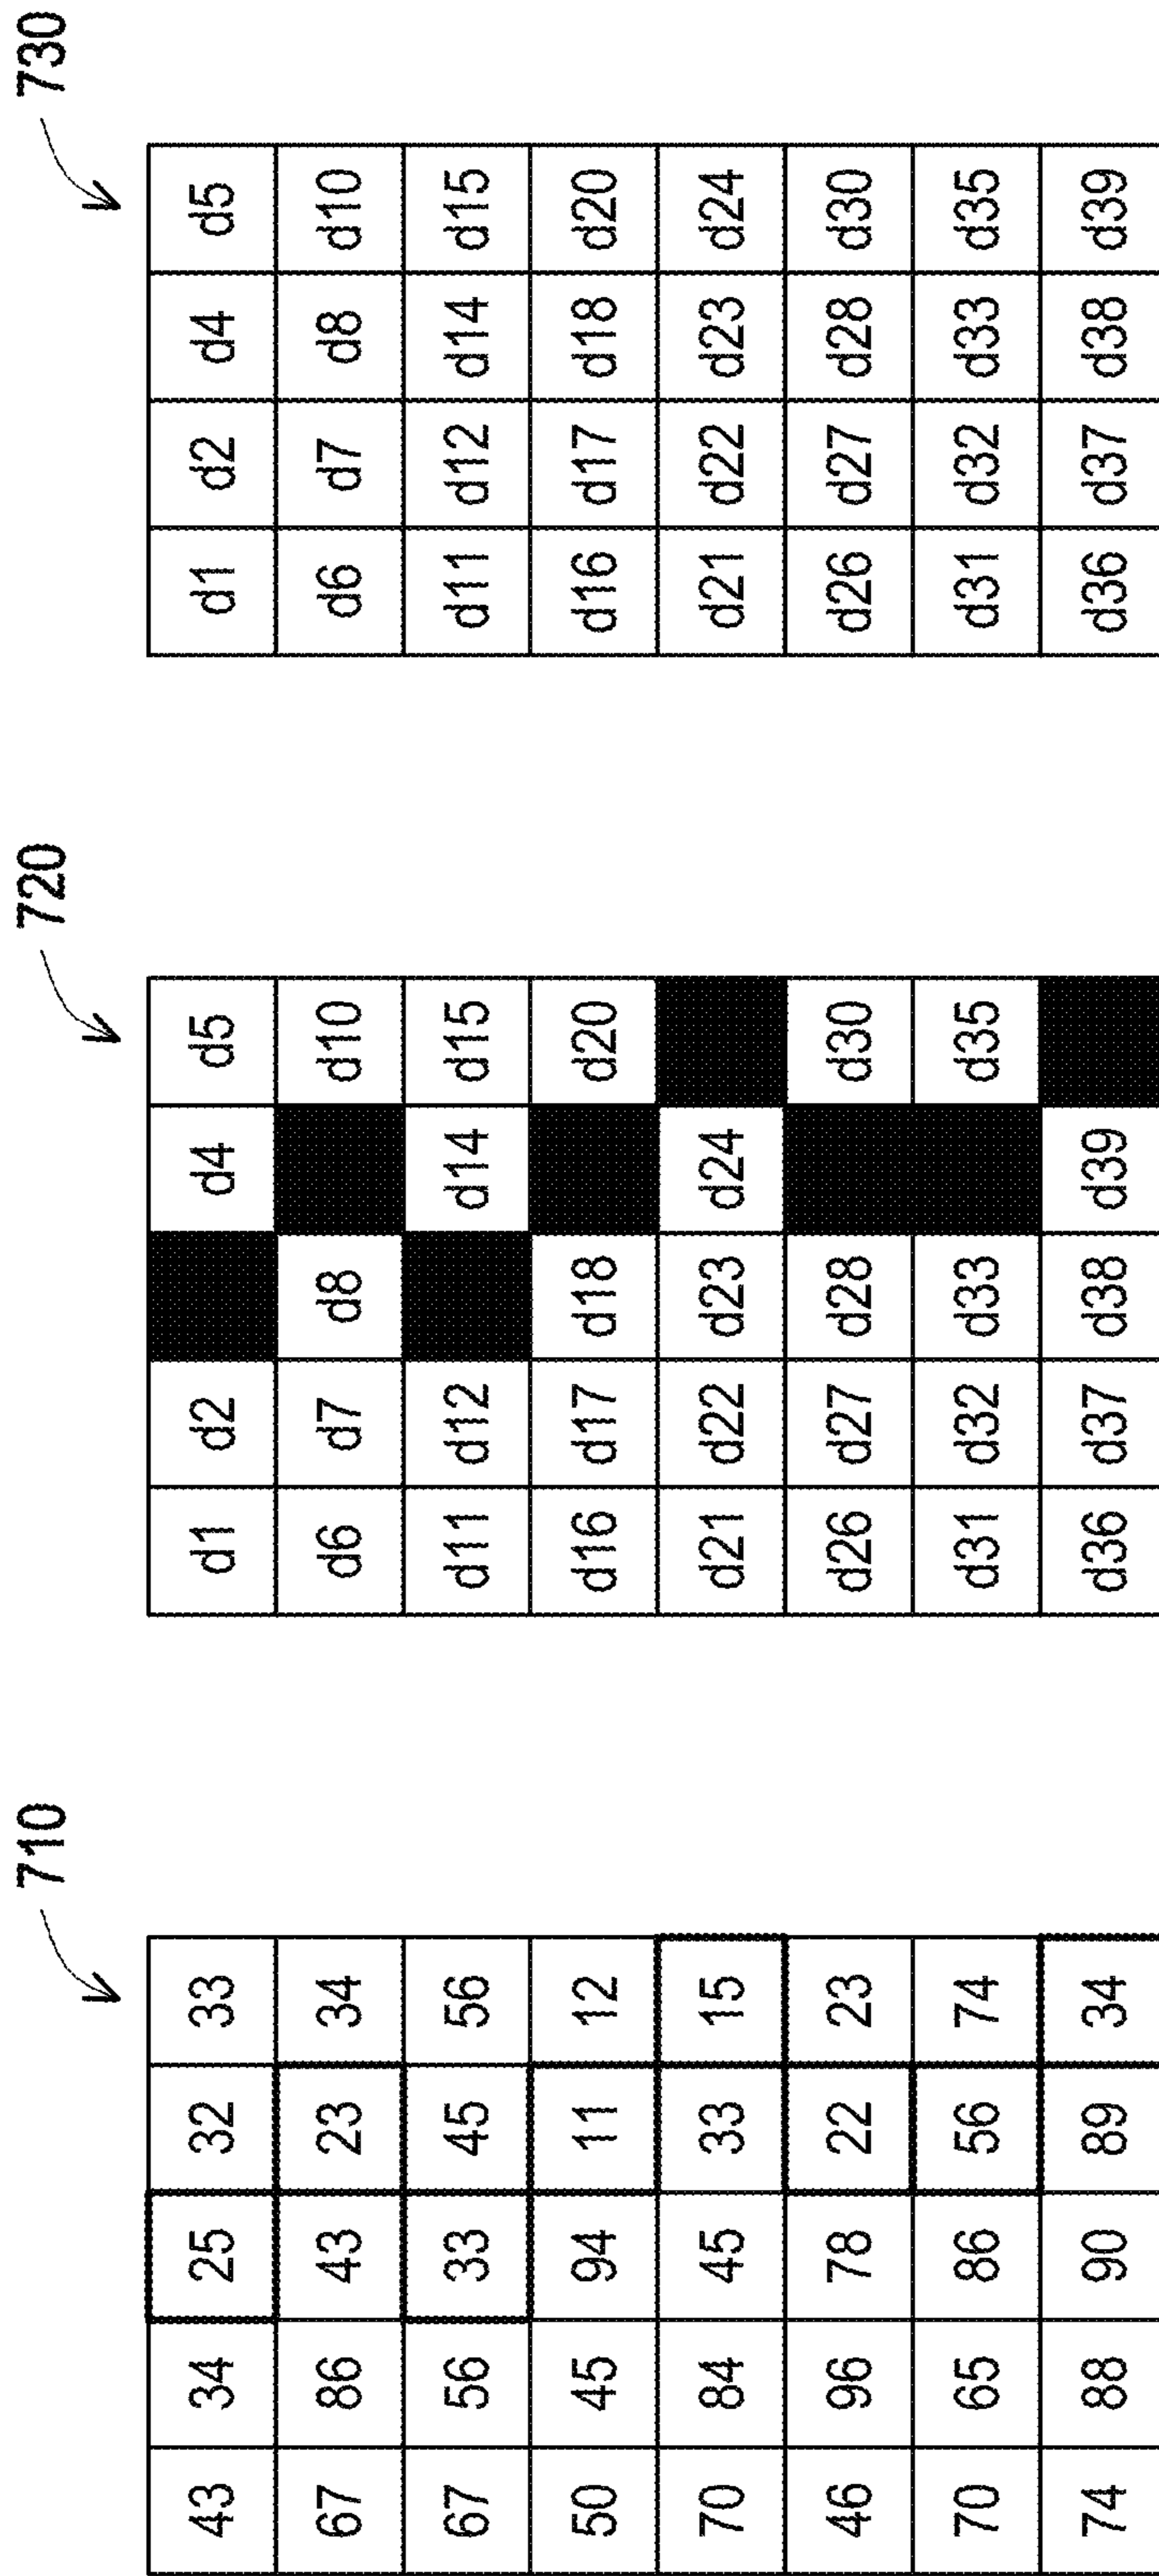 710 720 730
43 34 25 32 33 d1 d2 d4 d5 d1 d2 d4 d5
67 86 43 23 34 d6 d7 d8 d10 d6 d7 d8 d10
67 56 33 45 56 d11 d12 d14 d15 d11 d12 d14 d15
50 45 94 11 12 d16 d17 d18 d20 d16 d17 d18 d20
70 84 45 33 15 d21 d22 d23 d24 d21 d22 d23 d24
46 96 78 22 23 d26 d27 d28 d30 d26 d27 d28 d30
70 65 86 56 74 d31 d32 d33 d35 d31 d32 d33 d35
74 88 90 89 34 d36 d37 d38 d39 d36 d37 d38 d39